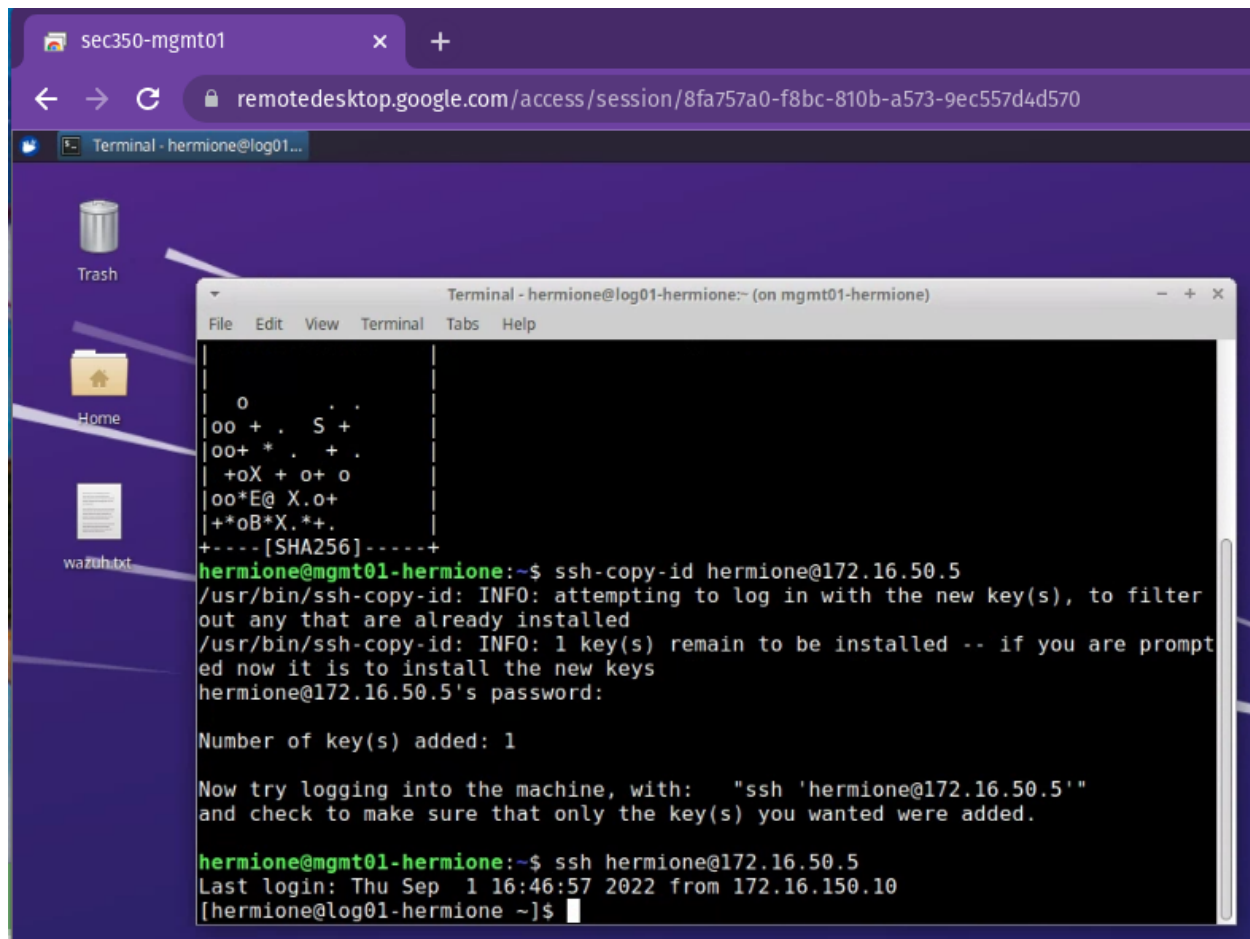 sec350-mgmt01
remotedesktop.google.com/access/session/8fa757a0-f8bc-810b-a573-9ec557d4d570
Terminal - hermione@log01...
Trash
Home
wazuh.txt
Terminal - hermione@log01-hermione:~ (on mgmt01-hermione)
File Edit View Terminal Tabs Help
|                 |
|                 |
|  o       . .    |
|oo + .   S +     |
|oo+ * .   + .    |
| +oX + o+ o      |
|oo*E@ X.o+       |
|+*oB*X.*+.       |
+----[SHA256]-----+
hermione@mgmt01-hermione:~$ ssh-copy-id hermione@172.16.50.5
/usr/bin/ssh-copy-id: INFO: attempting to log in with the new key(s), to filter
out any that are already installed
/usr/bin/ssh-copy-id: INFO: 1 key(s) remain to be installed -- if you are prompt
ed now it is to install the new keys
hermione@172.16.50.5's password:
Number of key(s) added: 1
Now try logging into the machine, with:   "ssh 'hermione@172.16.50.5'"
and check to make sure that only the key(s) you wanted were added.
hermione@mgmt01-hermione:~$ ssh hermione@172.16.50.5
Last login: Thu Sep  1 16:46:57 2022 from 172.16.150.10
[hermione@log01-hermione ~]$